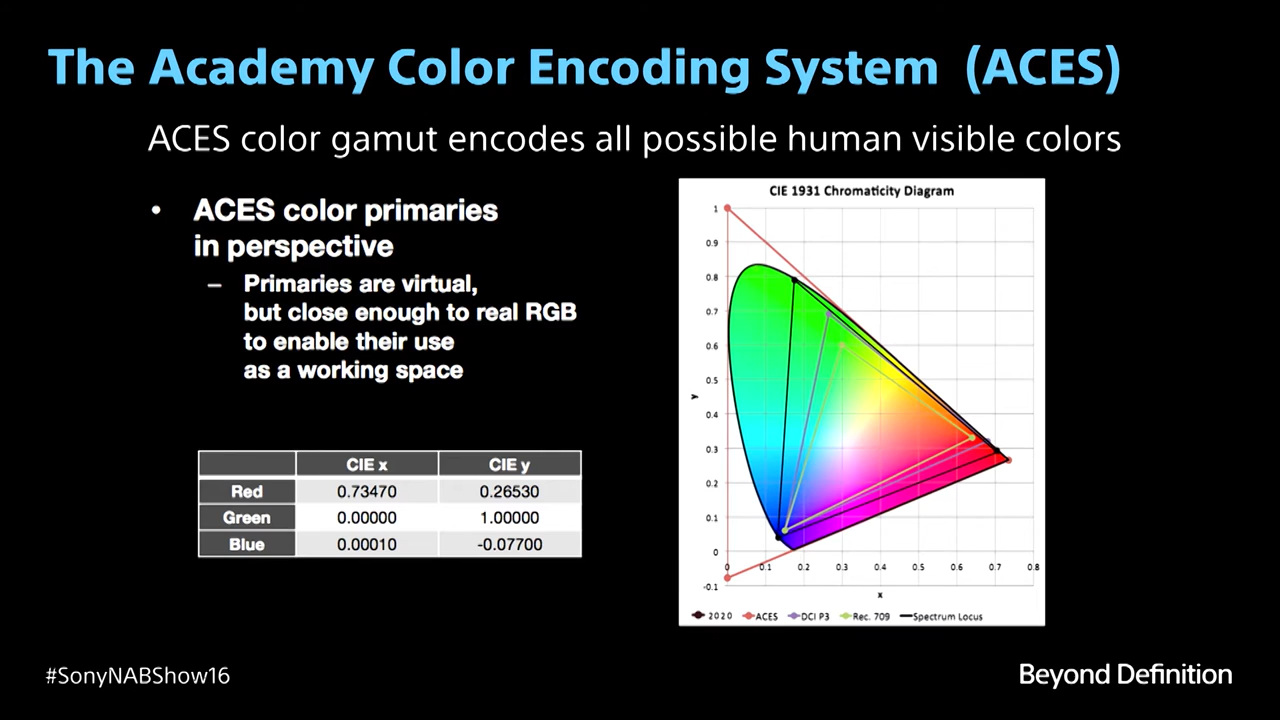 The Academy Color Encoding System (ACES)
ACES color gamut encodes all possible human visible colors
• ACES color primaries
in perspective
– Primaries are virtual,
but close enough to real RGB
to enable their use
as a working space
CIE x CIE y
Red 0.73470 0.26530
Green 0.00000 1.00000
Blue 0.00010 -0.07700
CIE 1931 Chromaticity Diagram
1
0.9
0.8
0.7
0.6
0.5
y
0.4
0.3
0.2
0.1
0
0 0.1 0.2 0.3 0.4 0.5 0.6 0.7 0.8
-0.1
x
2020 ACES DCI P3 Rec. 709 Spectrum Locus
#SonyNABShow16
Beyond Definition